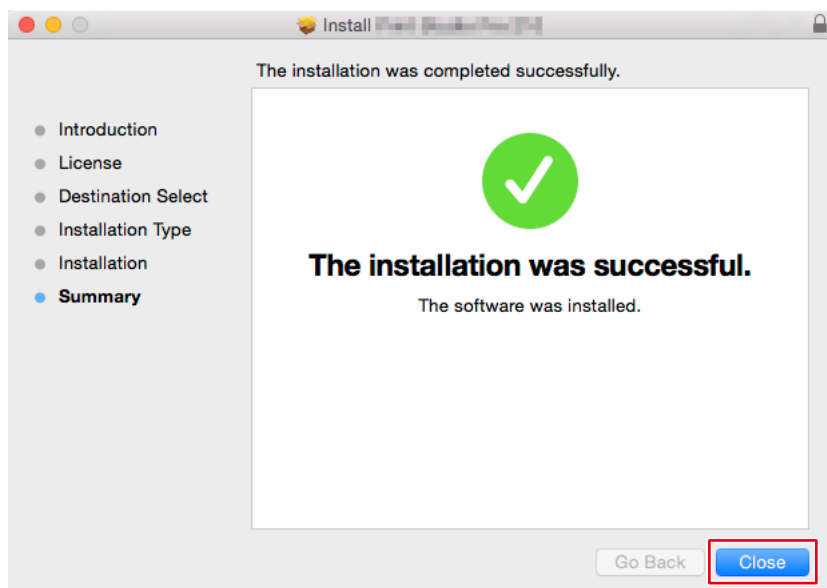 Install
The installation was completed successfully.
Introduction
License
Destination Select
Installation Type
Installation
Summary
The installation was successful.
The software was installed.
Go Back
Close